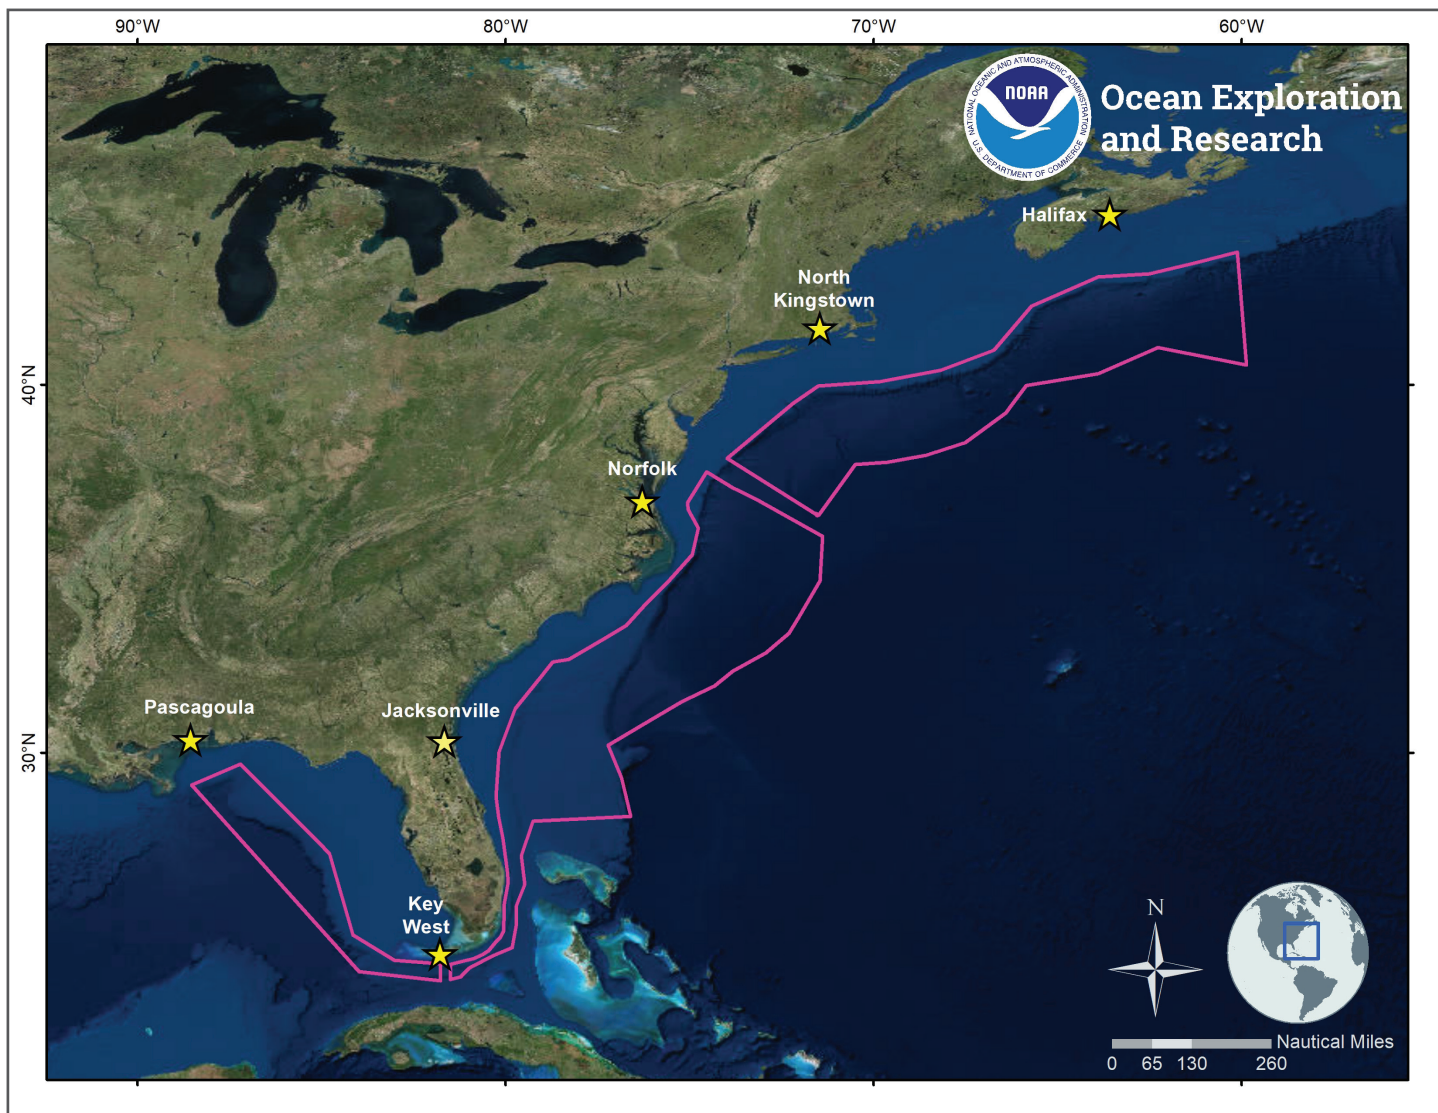 90°W
80°W
70°W
60°W
NATIONAL OCEANIC AND ATMOSPHERIC ADMINISTRATION
NOAA
U.S. DEPARTMENT OF COMMERCE
Ocean Exploration
and Research
Halifax
North
Kingstown
40°N
Norfolk
Pascagoula
Jacksonville
30°N
Key
West
N
Nautical Miles
0 65 130 260